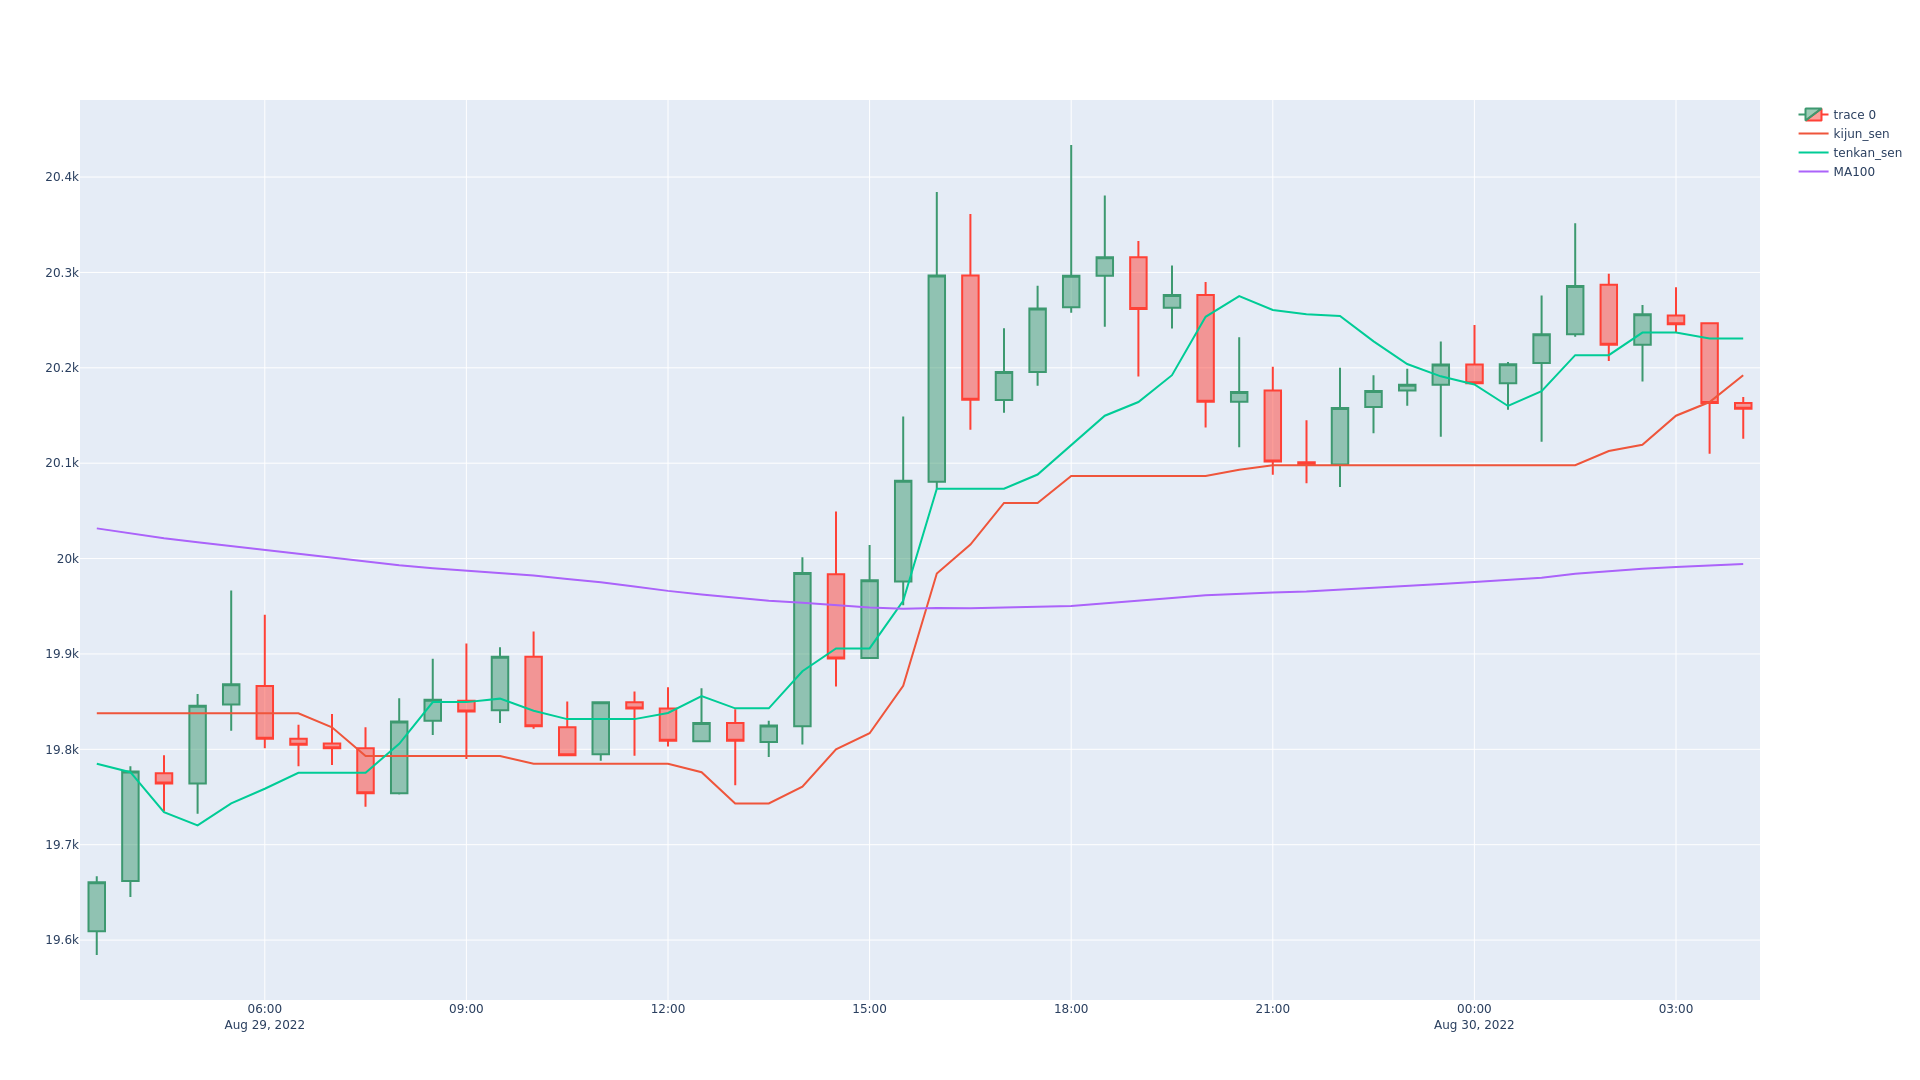 trace 0
kijun_sen
tenkan_sen
MA100
20.4k
20.3k
20.2k
20.1k
20k
19.9k
19.8k
19.7k
19.6k
06:00 09:00 12:00 15:00 18:00 21:00 00:00 03:00
Aug 29, 2022 Aug 30, 2022